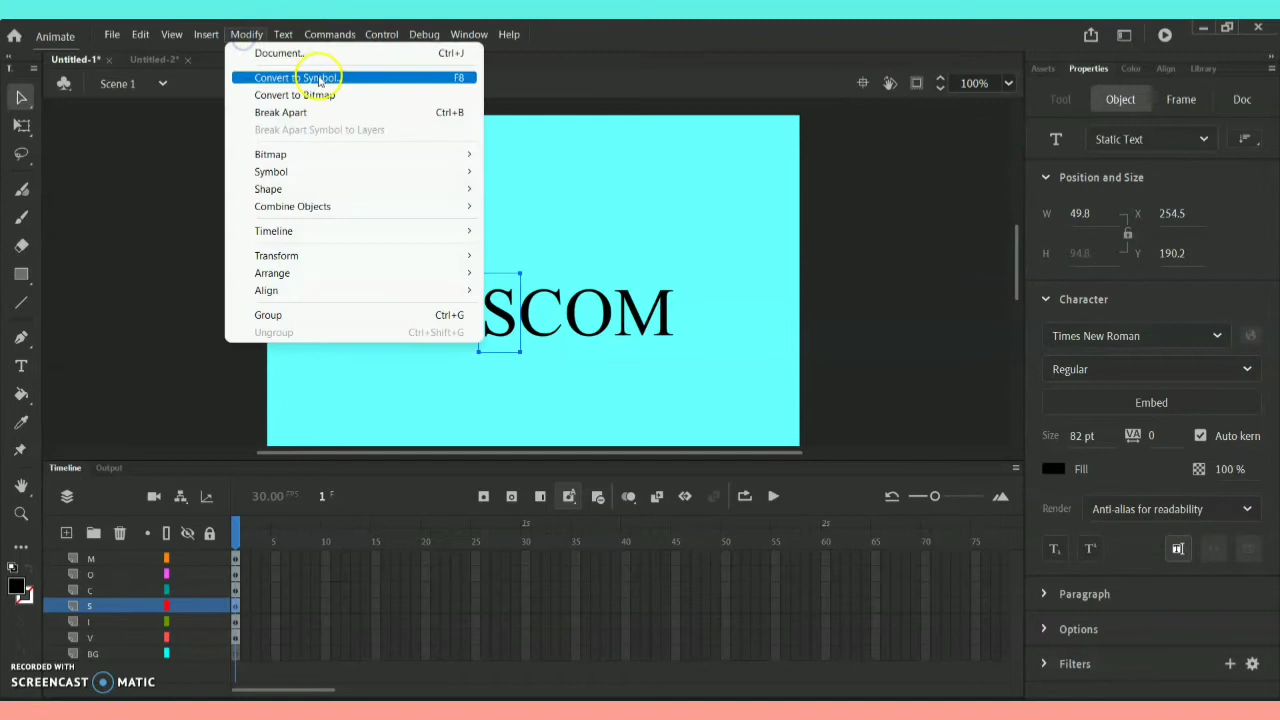 Animate File Edit View Insert Modify Text Commands Control Debug Window Help
Untitled-1* × Untitled-2* ×
Scene 1
100%
Document... Ctrl+J
Convert to Symbol... F8
Convert to Bitmap
Break Apart Ctrl+B
Break Apart Symbol to Layers
Bitmap
Symbol
Shape
Combine Objects
Timeline
Transform
Arrange
Align
Group Ctrl+G
Ungroup Ctrl+Shift+G
SCOM
Assets Properties Color Align Library
Tool Object Frame Doc
Static Text
Position and Size
W 49.8 X 254.5
H 94.8 Y 190.2
Character
Times New Roman
Regular
Embed
Size 82 pt VA 0 Auto kern
Fill 100 %
Render Anti-alias for readability
Paragraph
Options
Filters
Timeline Output
30.00 FPS 1 F
1s 2s
5 10 15 20 25 30 35 40 45 50 55 60 65 70 75
M
O
C
S
I
V
BG
RECORDED WITH
SCREENCAST MATIC